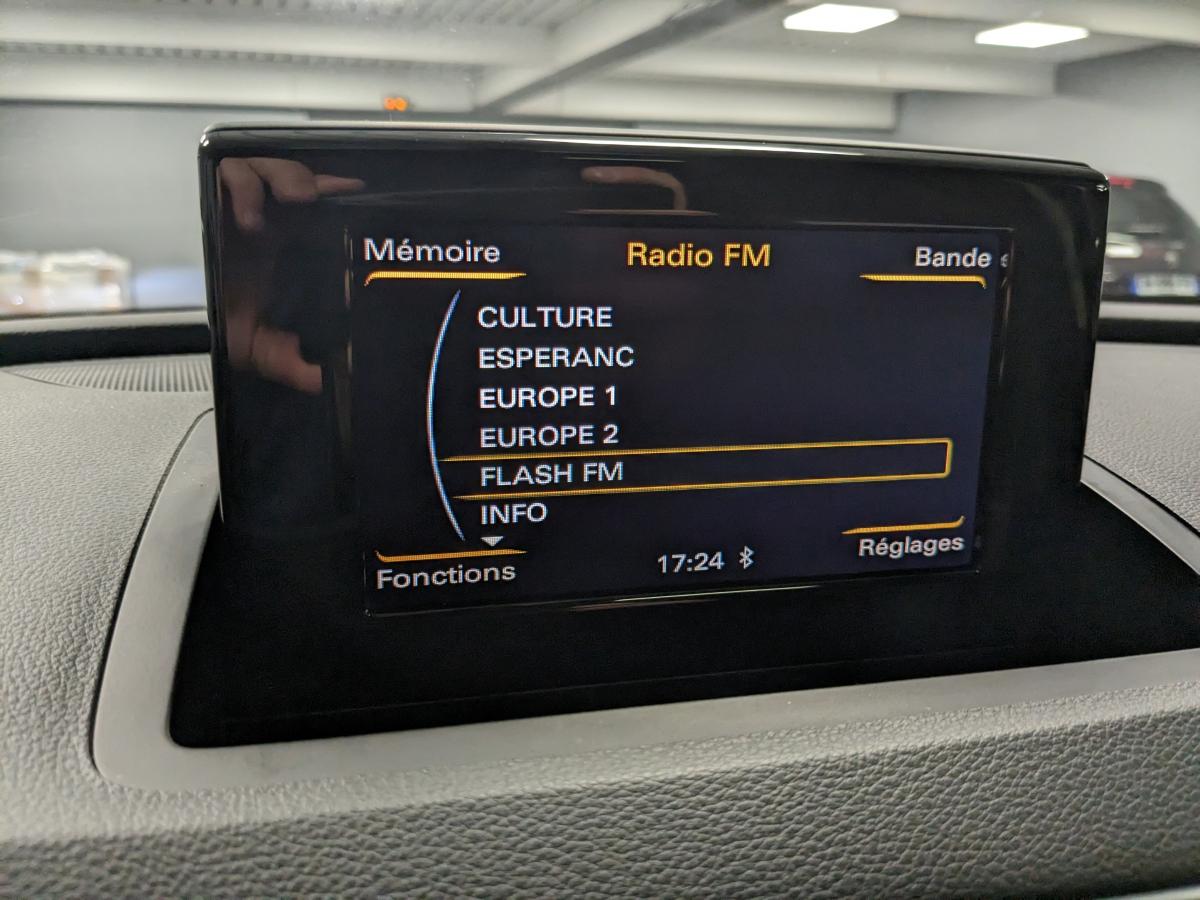 Mémoire
Radio FM
Bande
CULTURE
ESPERANC
EUROPE 1
EUROPE 2
FLASH FM
INFO
Fonctions
17:24
Réglages